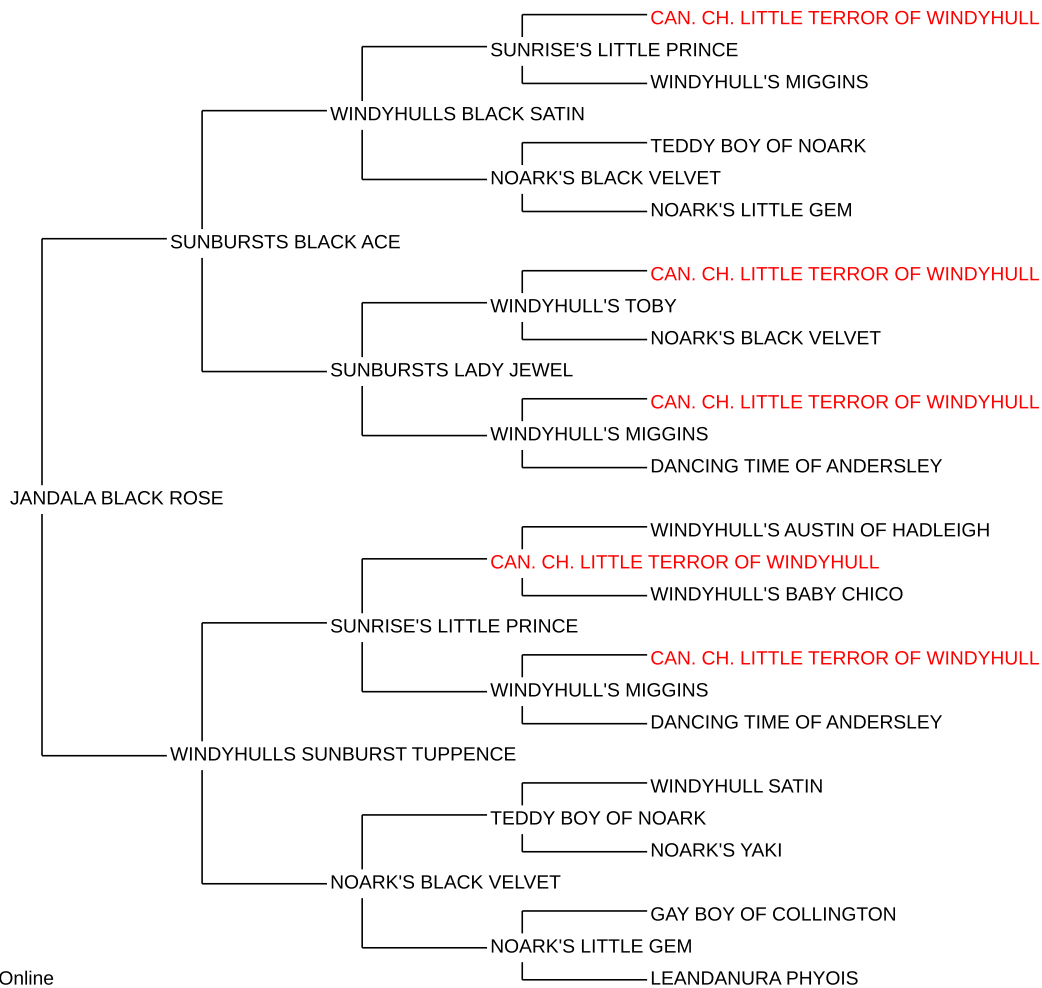 CAN. CH. LITTLE TERROR OF WINDYHULL
SUNRISE'S LITTLE PRINCE
WINDYHULL'S MIGGINS
WINDYHULLS BLACK SATIN
TEDDY BOY OF NOARK
NOARK'S BLACK VELVET
NOARK'S LITTLE GEM
SUNBURSTS BLACK ACE
CAN. CH. LITTLE TERROR OF WINDYHULL
WINDYHULL'S TOBY
NOARK'S BLACK VELVET
SUNBURSTS LADY JEWEL
CAN. CH. LITTLE TERROR OF WINDYHULL
WINDYHULL'S MIGGINS
DANCING TIME OF ANDERSLEY
JANDALA BLACK ROSE
WINDYHULL'S AUSTIN OF HADLEIGH
CAN. CH. LITTLE TERROR OF WINDYHULL
WINDYHULL'S BABY CHICO
SUNRISE'S LITTLE PRINCE
CAN. CH. LITTLE TERROR OF WINDYHULL
WINDYHULL'S MIGGINS
DANCING TIME OF ANDERSLEY
WINDYHULLS SUNBURST TUPPENCE
WINDYHULL SATIN
TEDDY BOY OF NOARK
NOARK'S YAKI
NOARK'S BLACK VELVET
GAY BOY OF COLLINGTON
NOARK'S LITTLE GEM
LEANDANURA PHYOIS
Online